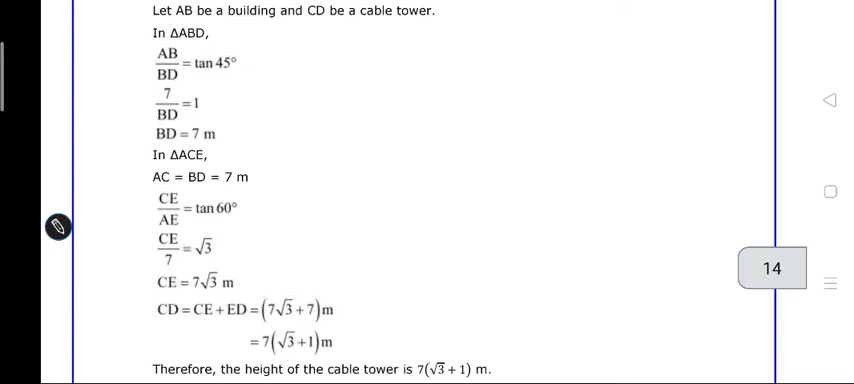 Let AB be a building and CD be a cable tower.
In ΔABD,
AB/BD = tan 45°
7/BD = 1
BD = 7 m
In ΔACE,
AC = BD = 7 m
CE/AE = tan 60°
CE/7 = √3
CE = 7√3 m
CD = CE + ED = (7√3 + 7) m
= 7(√3 + 1) m
Therefore, the height of the cable tower is 7(√3 + 1) m.
14